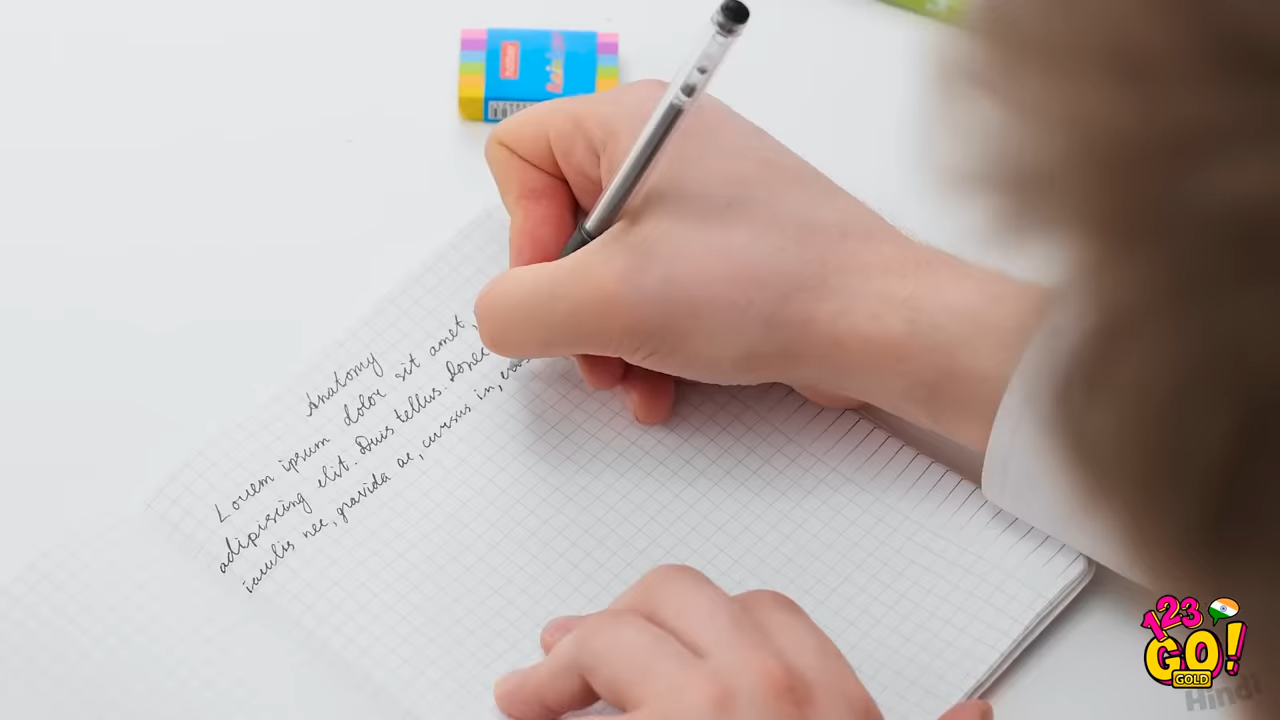 Anatomy
Lorem ipsum dolor sit amet,
adipiscing elit. Duis tellus. Donec
iaculis nec, gravida ac, cursus in,
123
GO!
GOLD
Hindi